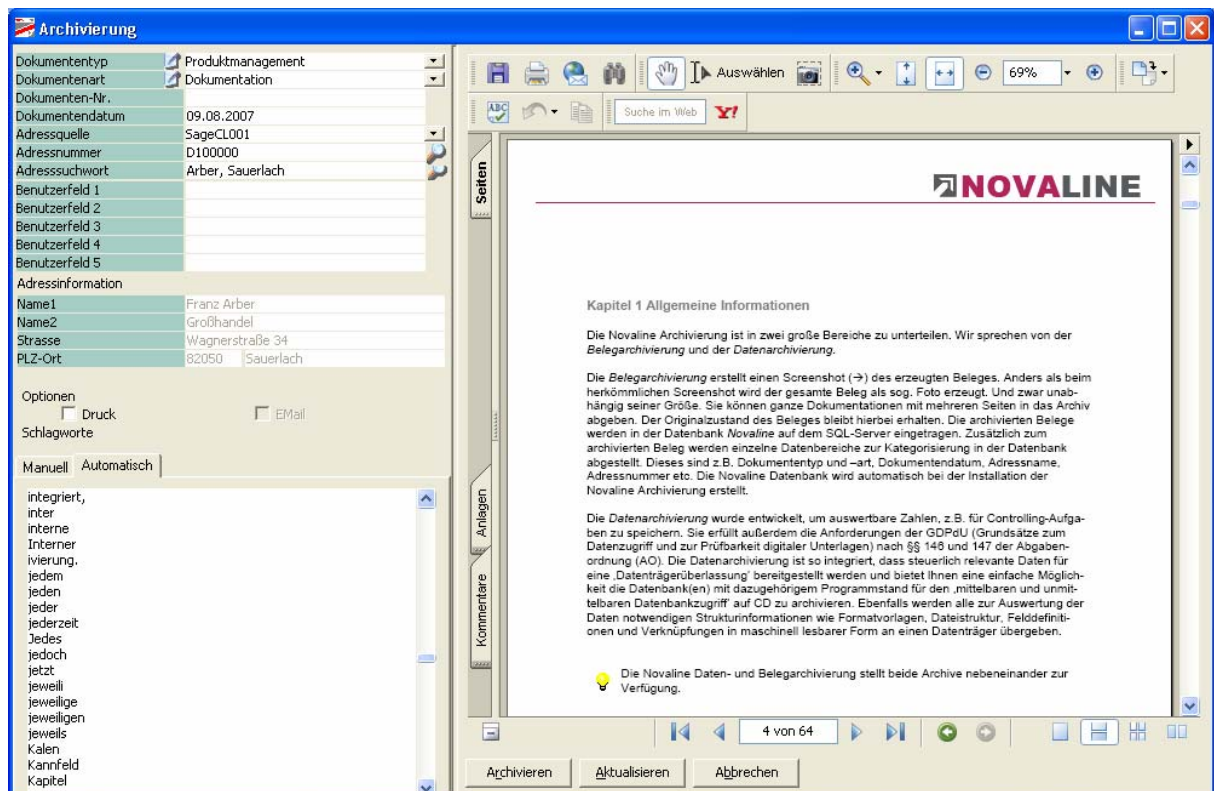 Archivierung
Dokumententyp Produktmanagement
Dokumentenart Dokumentation
Dokumenten-Nr.
Dokumentendatum 09.08.2007
Adressquelle SageCL001
Adressnummer D100000
Adresssuchwort Arber, Sauerlach
Benutzerfeld 1
Benutzerfeld 2
Benutzerfeld 3
Benutzerfeld 4
Benutzerfeld 5
Adressinformation
Name1 Franz Arber
Name2 Großhandel
Strasse Wagnerstraße 34
PLZ-Ort 82050 Sauerlach
Optionen
Druck EMail
Schlagworte
Manuell Automatisch
integriert,
inter
interne
Interner
ivierung.
jedem
jeden
jeder
jederzeit
Jedes
jedoch
jetzt
jeweili
jeweilige
jeweiligen
jeweils
Kalen
Kannfeld
Kapitel
Auswählen 69%
ABC Suche im Web Y!
Seiten
Anlagen
Kommentare
NOVALINE
Kapitel 1 Allgemeine Informationen
Die Novaline Archivierung ist in zwei große Bereiche zu unterteilen. Wir sprechen von der
Belegarchivierung und der Datenarchivierung.
Die Belegarchivierung erstellt einen Screenshot (→) des erzeugten Beleges. Anders als beim
herkömmlichen Screenshot wird der gesamte Beleg als sog. Foto erzeugt. Und zwar unab-
hängig seiner Größe. Sie können ganze Dokumentationen mit mehreren Seiten in das Archiv
abgeben. Der Originalzustand des Beleges bleibt hierbei erhalten. Die archivierten Belege
werden in der Datenbank Novaline auf dem SQL-Server eingetragen. Zusätzlich zum
archivierten Beleg werden einzelne Datenbereiche zur Kategorisierung in der Datenbank
abgestellt. Dieses sind z.B. Dokumententyp und –art, Dokumentendatum, Adressname,
Adressnummer etc. Die Novaline Datenbank wird automatisch bei der Installation der
Novaline Archivierung erstellt.
Die Datenarchivierung wurde entwickelt, um auswertbare Zahlen, z.B. für Controlling-Aufga-
ben zu speichern. Sie erfüllt außerdem die Anforderungen der GDPdU (Grundsätze zum
Datenzugriff und zur Prüfbarkeit digitaler Unterlagen) nach §§ 146 und 147 der Abgaben-
ordnung (AO). Die Datenarchivierung ist so integriert, dass steuerlich relevante Daten für
eine ‚Datenträgerüberlassung' bereitgestellt werden und bietet Ihnen eine einfache Möglich-
keit die Datenbank(en) mit dazugehörigem Programmstand für den ‚mittelbaren und unmit-
telbaren Datenbankzugriff' auf CD zu archivieren. Ebenfalls werden alle zur Auswertung der
Daten notwendigen Strukturinformationen wie Formatvorlagen, Dateistruktur, Felddefiniti-
onen und Verknüpfungen in maschinell lesbarer Form an einen Datenträger übergeben.
Die Novaline Daten- und Belegarchivierung stellt beide Archive nebeneinander zur
Verfügung.
4 von 64
Archivieren Aktualisieren Abbrechen